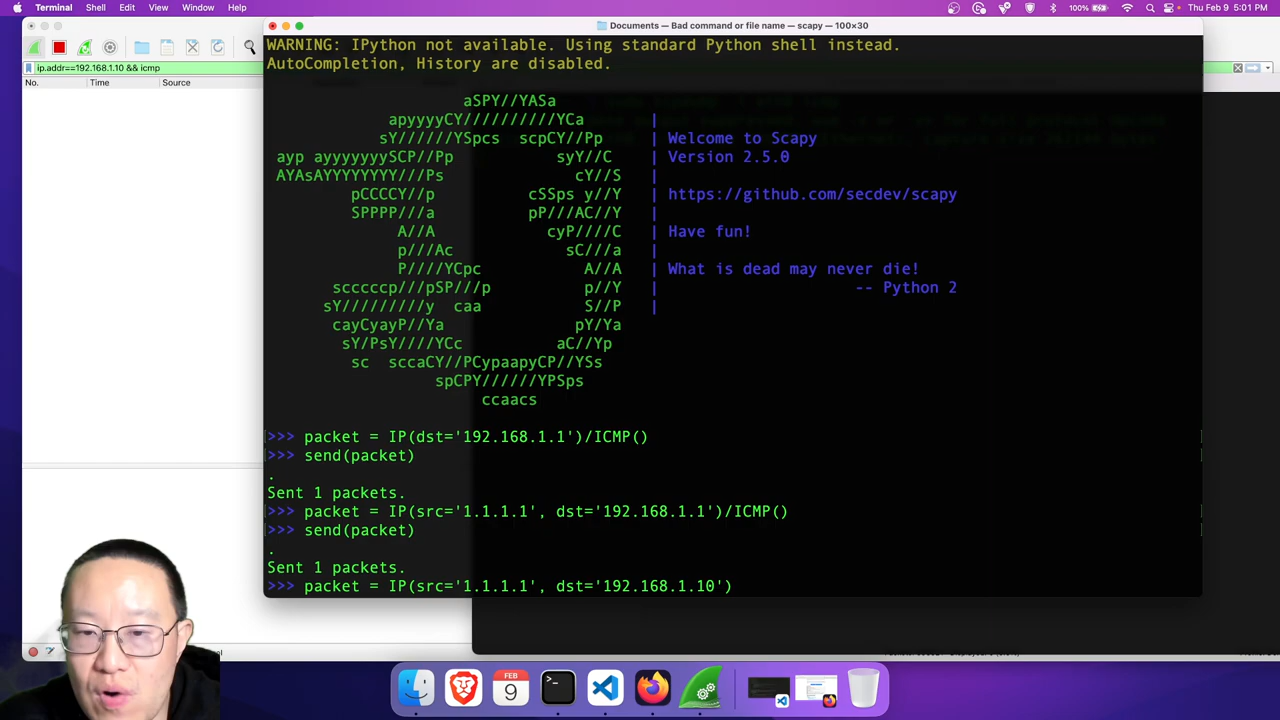 Terminal Shell Edit View Window Help 100% Thu Feb 9 5:01 PM
Documents — Bad command or file name — scapy — 100×30
ip.addr==192.168.1.10 && icmp
No. Time Source
WARNING: IPython not available. Using standard Python shell instead.
AutoCompletion, History are disabled.
aSPY//YASa
apyyyyCY//////////YCa |
sY//////YSpcs scpCY//Pp | Welcome to Scapy
ayp ayyyyyyySCP//Pp syY//C | Version 2.5.0
AYAsAYYYYYYYY///Ps cY//S |
pCCCCY//p cSSps y//Y | https://github.com/secdev/scapy
SPPPP///a pP///AC//Y |
A//A cyP////C | Have fun!
p///Ac sC///a |
P////YCpc A//A | What is dead may never die!
scccccp///pSP///p p//Y | -- Python 2
sY/////////y caa S//P |
cayCyayP//Ya pY/Ya
sY/PsY////YCc aC//Yp
sc sccaCY//PCypaapyCP//YSs
spCPY//////YPSps
ccaacs
>>> packet = IP(dst='192.168.1.1')/ICMP()
>>> send(packet)
.
Sent 1 packets.
>>> packet = IP(src='1.1.1.1', dst='192.168.1.1')/ICMP()
>>> send(packet)
.
Sent 1 packets.
>>> packet = IP(src='1.1.1.1', dst='192.168.1.10')
FEB
9